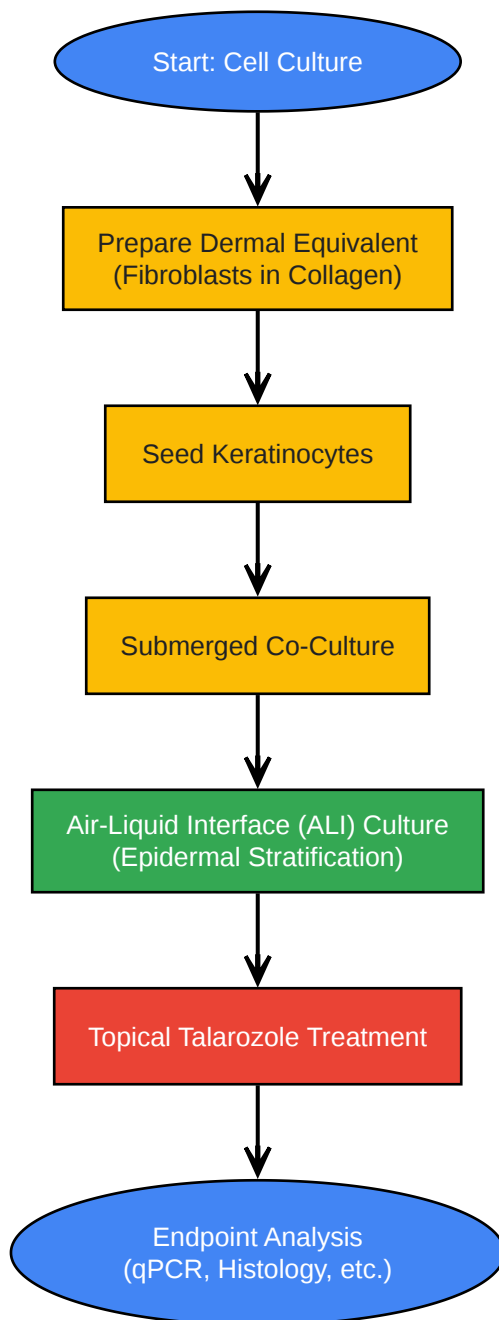 Start: Cell Culture
Prepare Dermal Equivalent
(Fibroblasts in Collagen)
Seed Keratinocytes
Submerged Co-Culture
Air-Liquid Interface (ALI) Culture
(Epidermal Stratification)
Topical Talarozole Treatment
Endpoint Analysis
(qPCR, Histology, etc.)